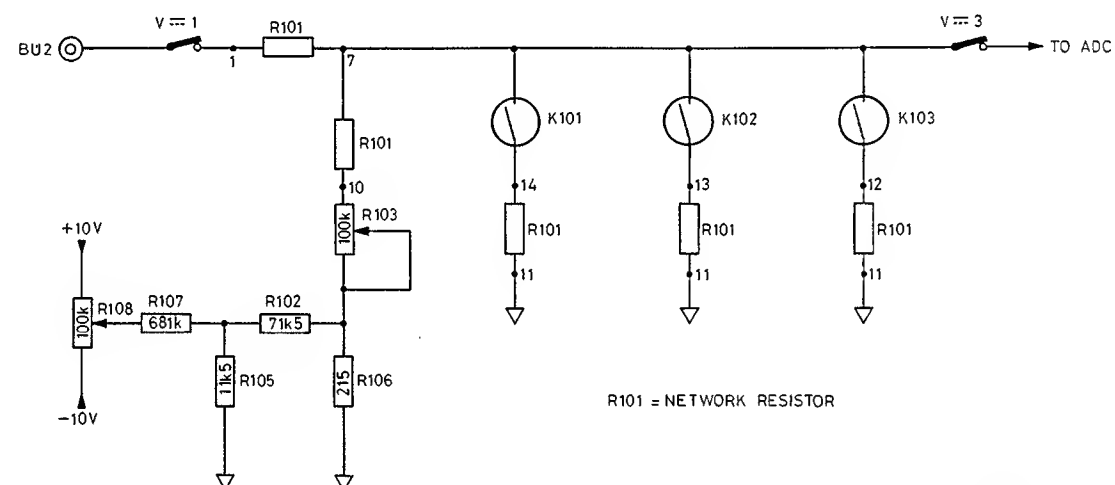 V ⎓ 1
R101
V ⎓ 3
BU2
TO ADC
1
7
K101
K102
K103
R101
10
14
13
12
R103
100k
R101
R101
R101
+10V
11
11
11
R108
100k
R107
681k
R102
71k5
R105
11k5
R106
215
-10V
R101 = NETWORK RESISTOR